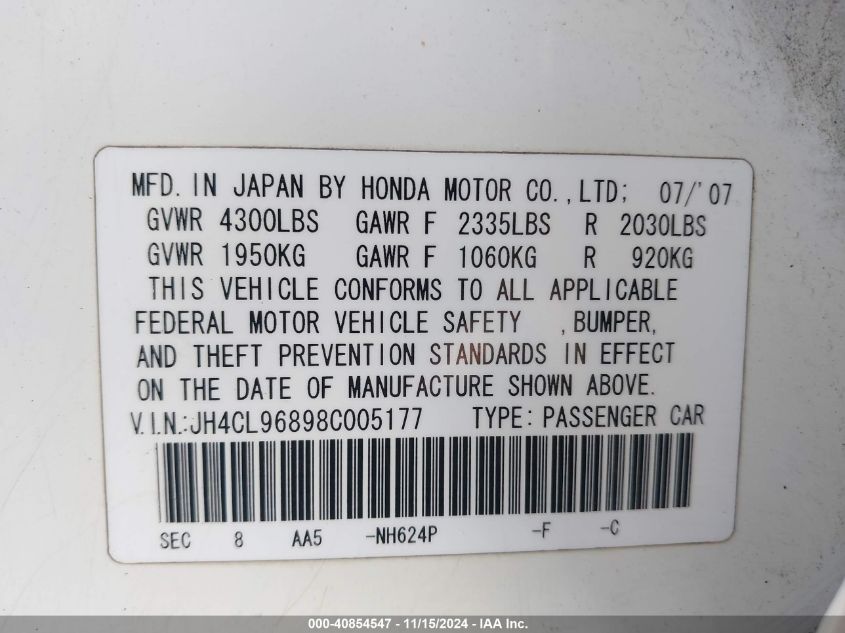 MFD. IN JAPAN BY HONDA MOTOR CO.,LTD; 07/'07
GVWR 4300LBS GAWR F 2335LBS R 2030LBS
GVWR 1950KG GAWR F 1060KG R 920KG
THIS VEHICLE CONFORMS TO ALL APPLICABLE
FEDERAL MOTOR VEHICLE SAFETY ,BUMPER,
AND THEFT PREVENTION STANDARDS IN EFFECT
ON THE DATE OF MANUFACTURE SHOWN ABOVE.
V.I.N.:JH4CL96898C005177 TYPE: PASSENGER CAR
SEC 8 AA5 -NH624P -F -C
000-40854547 - 11/15/2024 - IAA Inc.